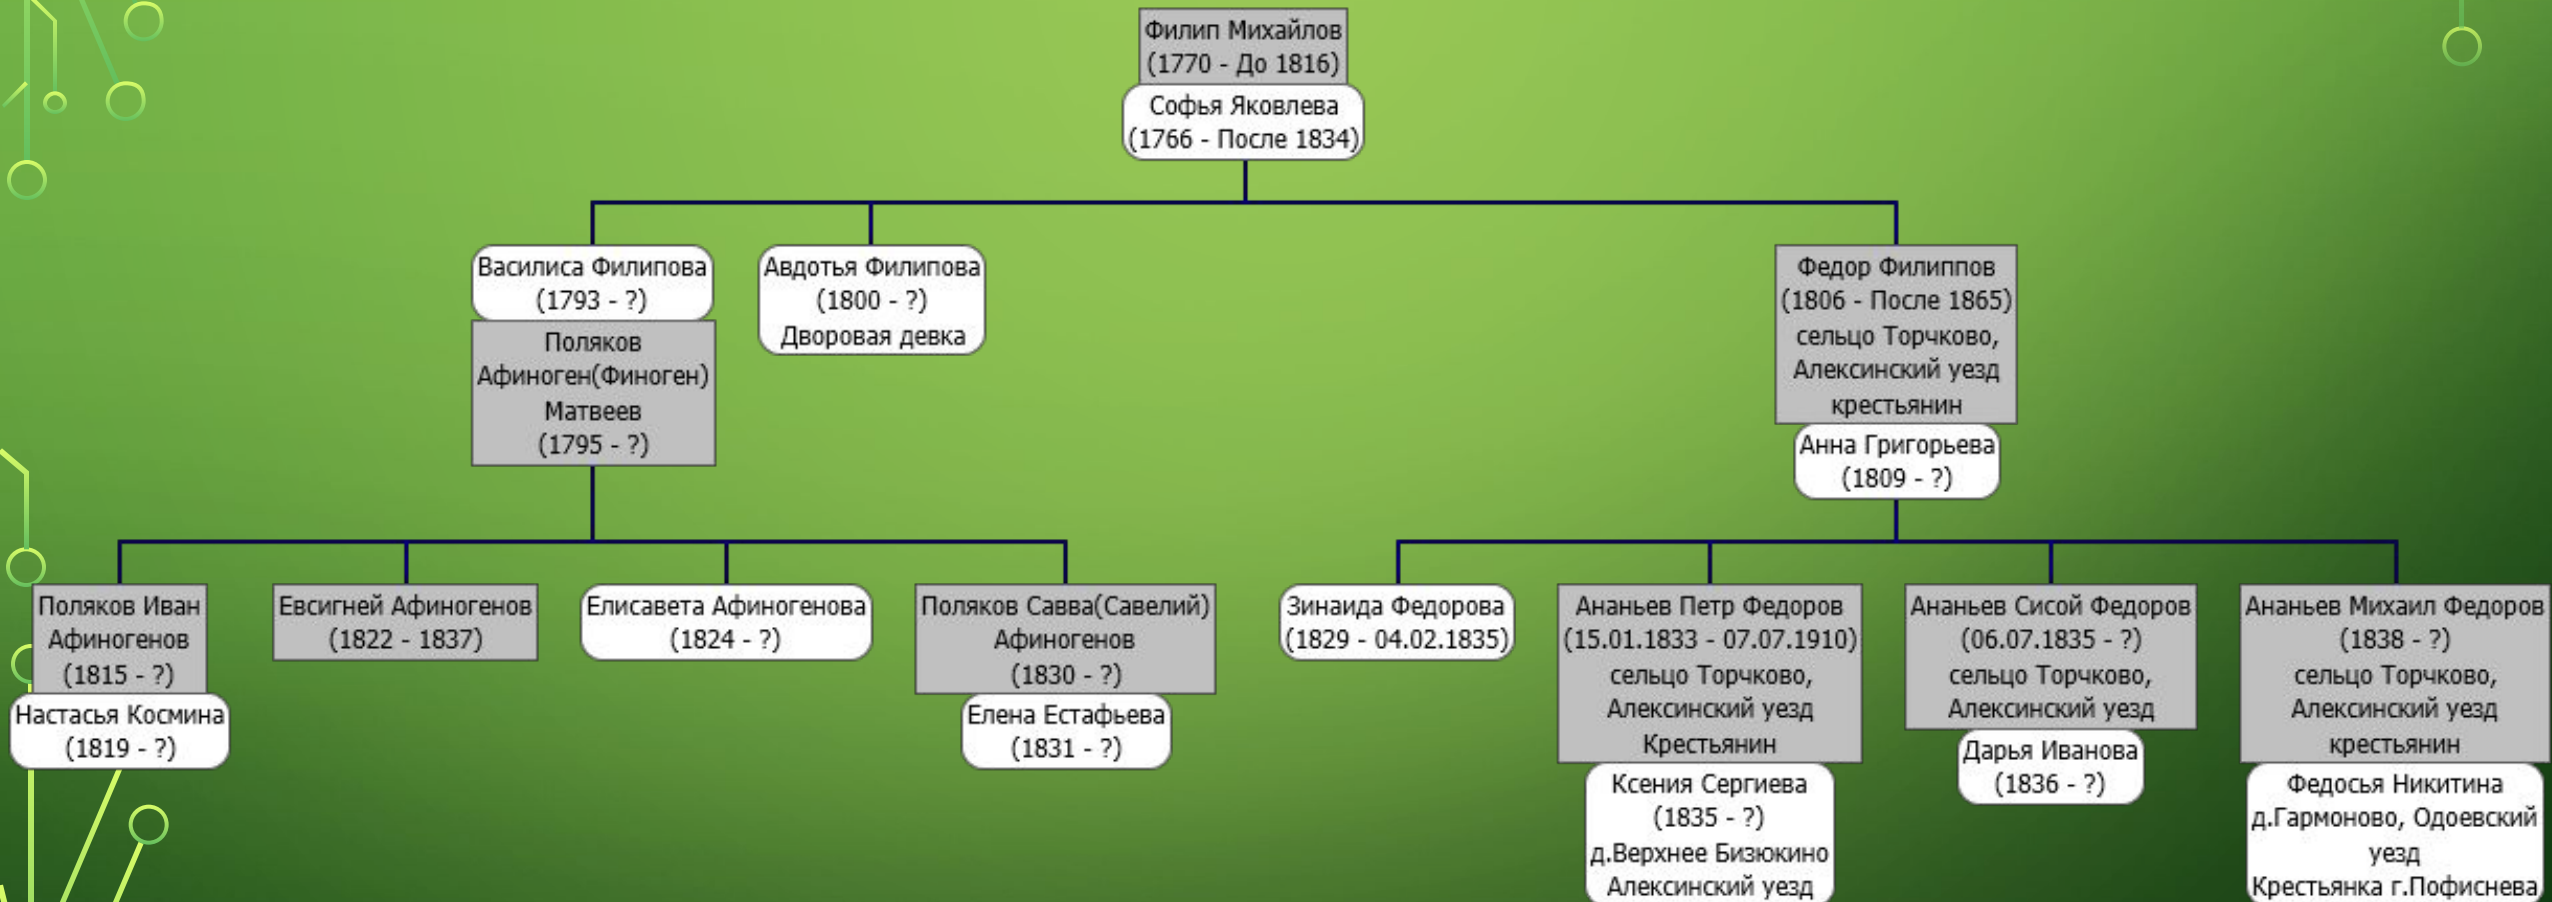 Филип Михайлов
(1770 - До 1816)
Софья Яковлева
(1766 - После 1834)
Василиса Филипова
(1793 - ?)
Поляков
Афиноген(Финоген)
Матвеев
(1795 - ?)
Авдотья Филипова
(1800 - ?)
Дворовая девка
Федор Филиппов
(1806 - После 1865)
сельцо Торчково,
Алексинский уезд
крестьянин
Анна Григорьева
(1809 - ?)
Поляков Иван
Афиногенов
(1815 - ?)
Настасья Космина
(1819 - ?)
Евсигней Афиногенов
(1822 - 1837)
Елисавета Афиногенова
(1824 - ?)
Поляков Савва(Савелий)
Афиногенов
(1830 - ?)
Елена Естафьева
(1831 - ?)
Зинаида Федорова
(1829 - 04.02.1835)
Ананьев Петр Федоров
(15.01.1833 - 07.07.1910)
сельцо Торчково,
Алексинский уезд
Крестьянин
Ксения Сергиева
(1835 - ?)
д.Верхнее Бизюкино
Алексинский уезд
Ананьев Сисой Федоров
(06.07.1835 - ?)
сельцо Торчково,
Алексинский уезд
Дарья Иванова
(1836 - ?)
Ананьев Михаил Федоров
(1838 - ?)
сельцо Торчково,
Алексинский уезд
крестьянин
Федосья Никитина
д.Гармоново, Одоевский
уезд
Крестьянка г.Пофиснева